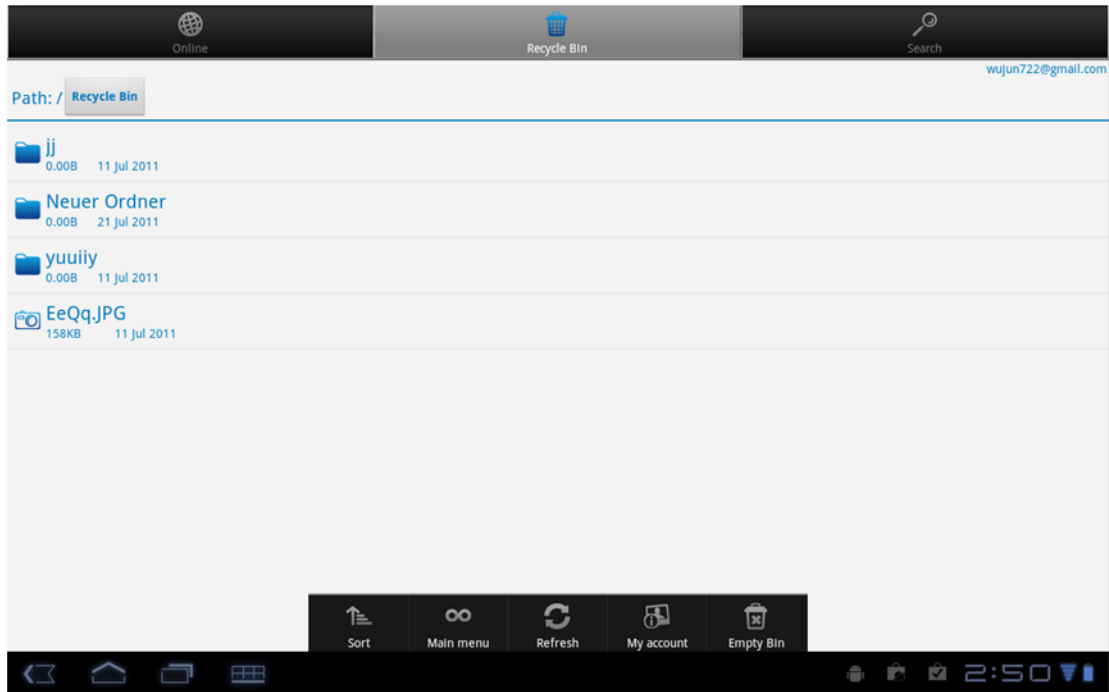 Online
Recycle Bin
Search
wujun722@gmail.com
Path: / Recycle Bin
jj
0.00B 11 Jul 2011
Neuer Ordner
0.00B 21 Jul 2011
yuuiiy
0.00B 11 Jul 2011
EeQq.JPG
158KB 11 Jul 2011
Sort
Main menu
Refresh
My account
Empty Bin
2:50